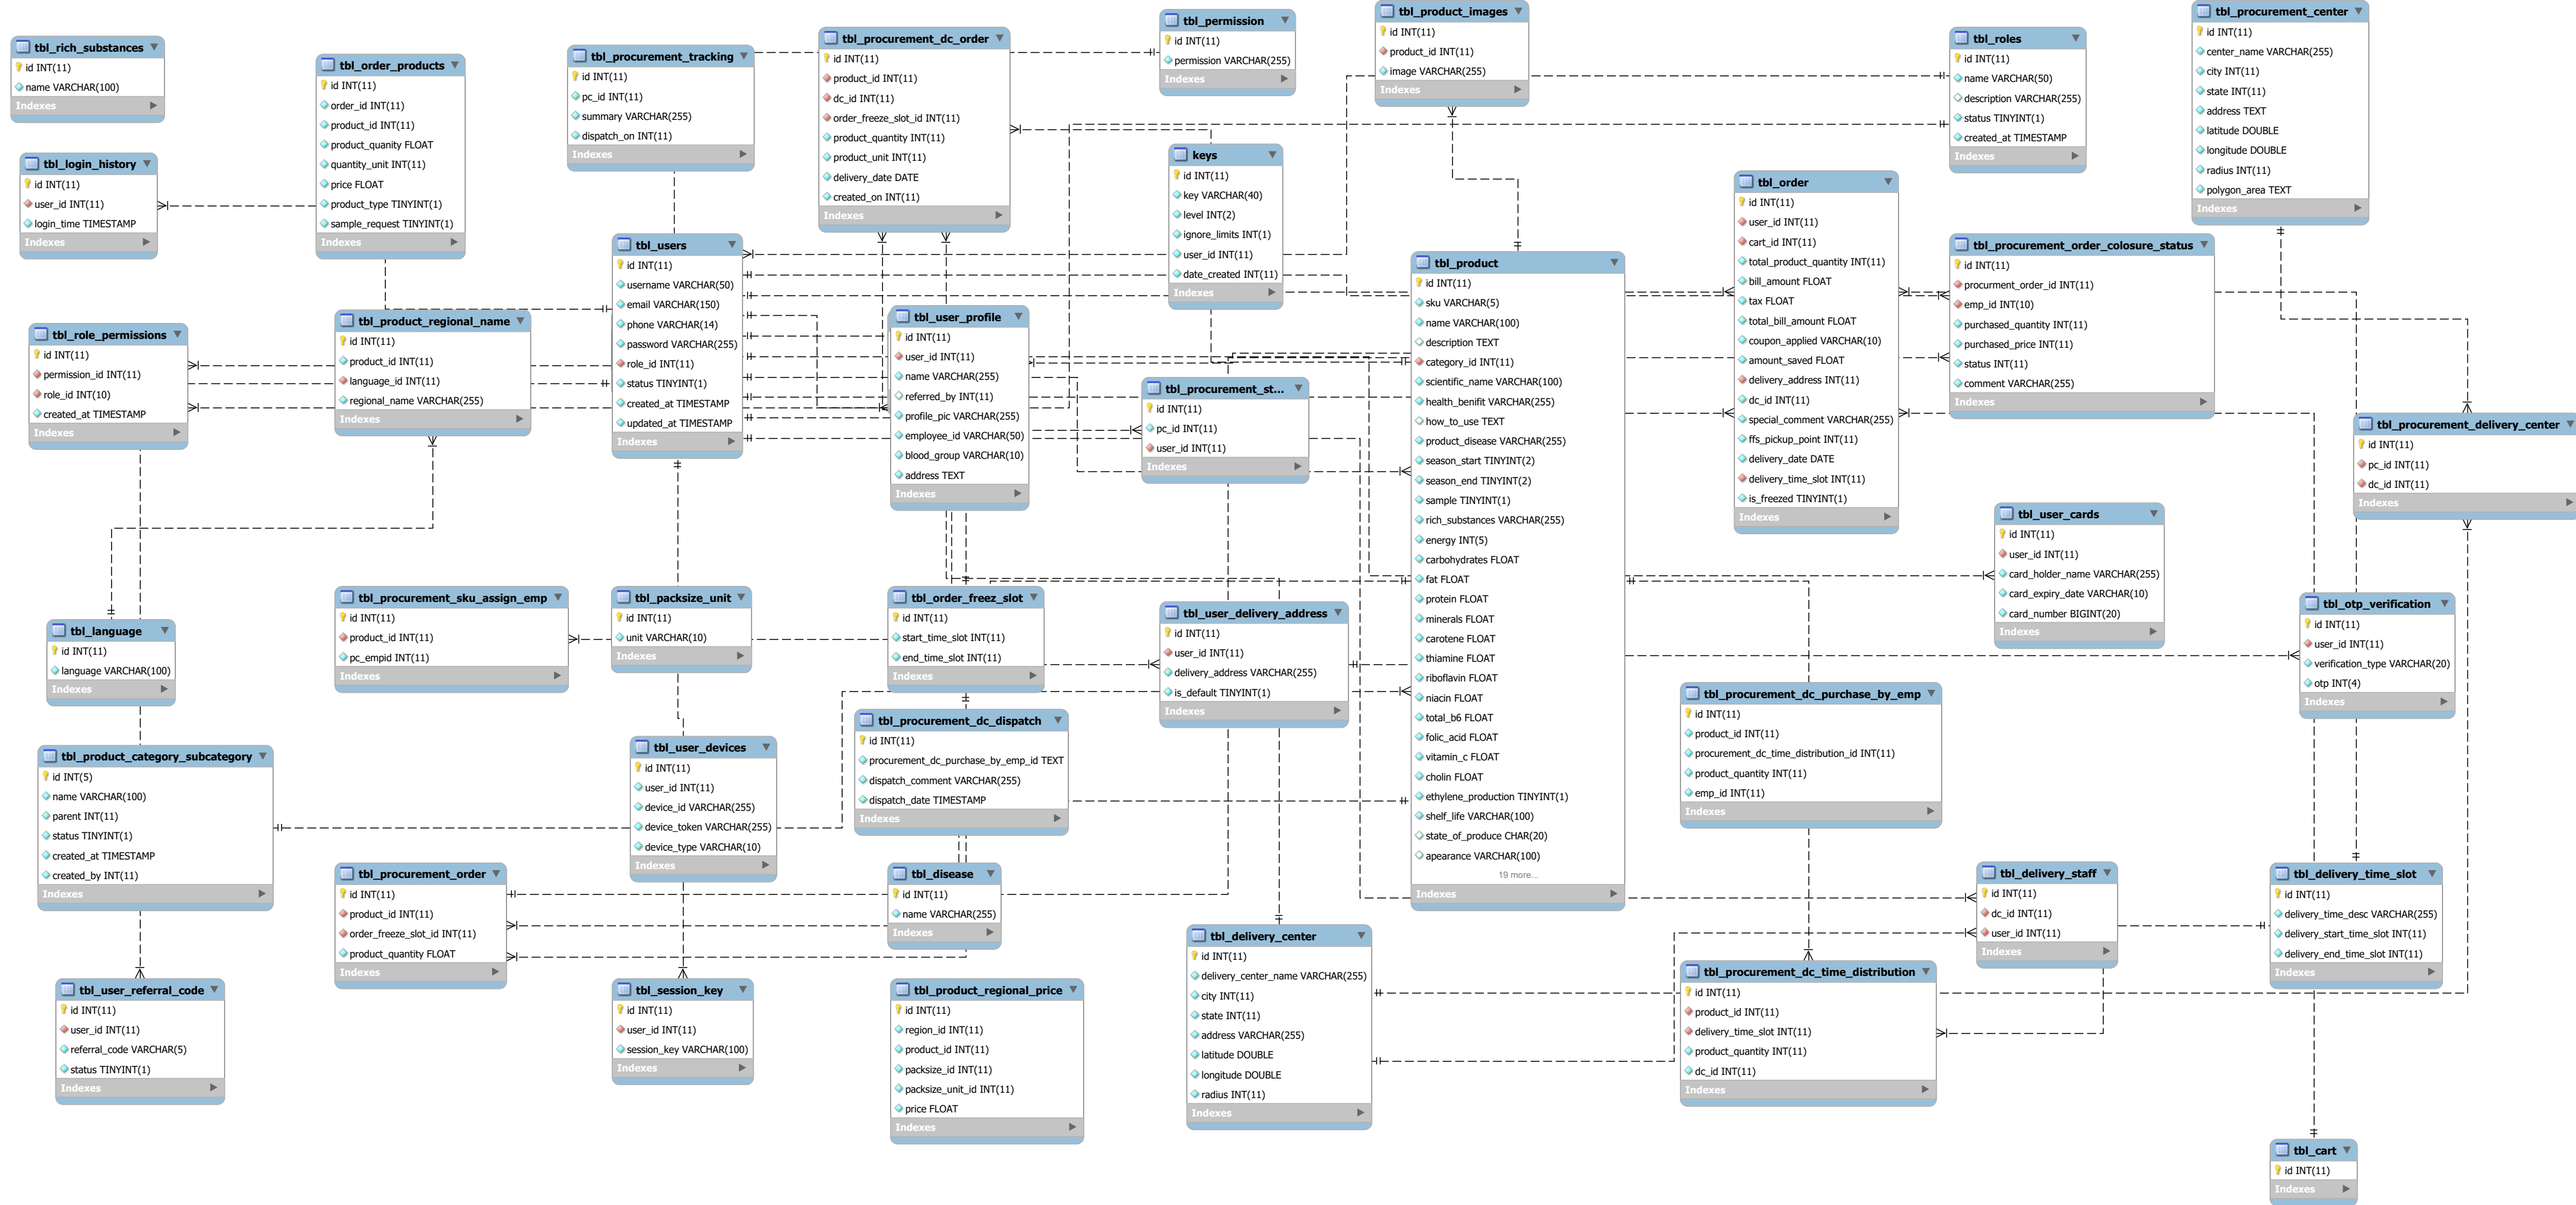 tbl_rich_substances
id INT(11)
name VARCHAR(100)
Indexes
tbl_login_history
id INT(11)
user_id INT(11)
login_time TIMESTAMP
Indexes
tbl_role_permissions
id INT(11)
permission_id INT(11)
role_id INT(10)
created_at TIMESTAMP
Indexes
tbl_language
id INT(11)
language VARCHAR(100)
Indexes
tbl_product_category_subcategory
id INT(5)
name VARCHAR(100)
parent INT(11)
status TINYINT(1)
created_at TIMESTAMP
created_by INT(11)
Indexes
tbl_user_referral_code
id INT(11)
user_id INT(11)
referral_code VARCHAR(5)
status TINYINT(1)
Indexes
tbl_order_products
id INT(11)
order_id INT(11)
product_id INT(11)
product_quanity FLOAT
quantity_unit INT(11)
price FLOAT
product_type TINYINT(1)
sample_request TINYINT(1)
Indexes
tbl_product_regional_name
id INT(11)
product_id INT(11)
language_id INT(11)
regional_name VARCHAR(255)
Indexes
tbl_procurement_sku_assign_emp
id INT(11)
product_id INT(11)
pc_empid INT(11)
Indexes
tbl_procurement_order
id INT(11)
product_id INT(11)
order_freeze_slot_id INT(11)
product_quantity FLOAT
Indexes
tbl_procurement_tracking
id INT(11)
pc_id INT(11)
summary VARCHAR(255)
dispatch_on INT(11)
Indexes
tbl_users
id INT(11)
username VARCHAR(50)
email VARCHAR(150)
phone VARCHAR(14)
password VARCHAR(255)
role_id INT(11)
status TINYINT(1)
created_at TIMESTAMP
updated_at TIMESTAMP
Indexes
tbl_packsize_unit
id INT(11)
unit VARCHAR(10)
Indexes
tbl_user_devices
id INT(11)
user_id INT(11)
device_id VARCHAR(255)
device_token VARCHAR(255)
device_type VARCHAR(10)
Indexes
tbl_session_key
id INT(11)
user_id INT(11)
session_key VARCHAR(100)
Indexes
tbl_procurement_dc_order
id INT(11)
product_id INT(11)
dc_id INT(11)
order_freeze_slot_id INT(11)
product_quantity INT(11)
product_unit INT(11)
delivery_date DATE
created_on INT(11)
Indexes
tbl_user_profile
id INT(11)
user_id INT(11)
name VARCHAR(255)
referred_by INT(11)
profile_pic VARCHAR(255)
employee_id VARCHAR(50)
blood_group VARCHAR(10)
address TEXT
Indexes
tbl_order_freez_slot
id INT(11)
start_time_slot INT(11)
end_time_slot INT(11)
Indexes
tbl_procurement_dc_dispatch
id INT(11)
procurement_dc_purchase_by_emp_id TEXT
dispatch_comment VARCHAR(255)
dispatch_date TIMESTAMP
Indexes
tbl_disease
id INT(11)
name VARCHAR(255)
Indexes
tbl_product_regional_price
id INT(11)
region_id INT(11)
product_id INT(11)
packsize_id INT(11)
packsize_unit_id INT(11)
price FLOAT
Indexes
tbl_permission
id INT(11)
permission VARCHAR(255)
Indexes
keys
id INT(11)
key VARCHAR(40)
level INT(2)
ignore_limits INT(1)
user_id INT(11)
date_created INT(11)
Indexes
tbl_procurement_st...
id INT(11)
pc_id INT(11)
user_id INT(11)
Indexes
tbl_user_delivery_address
id INT(11)
user_id INT(11)
delivery_address VARCHAR(255)
is_default TINYINT(1)
Indexes
tbl_delivery_center
id INT(11)
delivery_center_name VARCHAR(255)
city INT(11)
state INT(11)
address VARCHAR(255)
latitude DOUBLE
longitude DOUBLE
radius INT(11)
Indexes
tbl_product_images
id INT(11)
product_id INT(11)
image VARCHAR(255)
Indexes
tbl_product
id INT(11)
sku VARCHAR(5)
name VARCHAR(100)
description TEXT
category_id INT(11)
scientific_name VARCHAR(100)
health_benifit VARCHAR(255)
how_to_use TEXT
product_disease VARCHAR(255)
season_start TINYINT(2)
season_end TINYINT(2)
sample TINYINT(1)
rich_substances VARCHAR(255)
energy INT(5)
carbohydrates FLOAT
fat FLOAT
protein FLOAT
minerals FLOAT
carotene FLOAT
thiamine FLOAT
riboflavin FLOAT
niacin FLOAT
total_b6 FLOAT
folic_acid FLOAT
vitamin_c FLOAT
cholin FLOAT
ethylene_production TINYINT(1)
shelf_life VARCHAR(100)
state_of_produce CHAR(20)
apearance VARCHAR(100)
19 more...
Indexes
tbl_order
id INT(11)
user_id INT(11)
cart_id INT(11)
total_product_quantity INT(11)
bill_amount FLOAT
tax FLOAT
total_bill_amount FLOAT
coupon_applied VARCHAR(10)
amount_saved FLOAT
delivery_address INT(11)
dc_id INT(11)
special_comment VARCHAR(255)
ffs_pickup_point INT(11)
delivery_date DATE
delivery_time_slot INT(11)
is_freezed TINYINT(1)
Indexes
tbl_procurement_dc_purchase_by_emp
id INT(11)
product_id INT(11)
procurement_dc_time_distribution_id INT(11)
product_quantity INT(11)
emp_id INT(11)
Indexes
tbl_procurement_dc_time_distribution
id INT(11)
product_id INT(11)
delivery_time_slot INT(11)
product_quantity INT(11)
dc_id INT(11)
Indexes
tbl_roles
id INT(11)
name VARCHAR(50)
description VARCHAR(255)
status TINYINT(1)
created_at TIMESTAMP
Indexes
tbl_procurement_order_colosure_status
id INT(11)
procurment_order_id INT(11)
emp_id INT(10)
purchased_quantity INT(11)
purchased_price INT(11)
status INT(11)
comment VARCHAR(255)
Indexes
tbl_user_cards
id INT(11)
user_id INT(11)
card_holder_name VARCHAR(255)
card_expiry_date VARCHAR(10)
card_number BIGINT(20)
Indexes
tbl_delivery_staff
id INT(11)
dc_id INT(11)
user_id INT(11)
Indexes
tbl_procurement_center
id INT(11)
center_name VARCHAR(255)
city INT(11)
state INT(11)
address TEXT
latitude DOUBLE
longitude DOUBLE
radius INT(11)
polygon_area TEXT
Indexes
tbl_procurement_delivery_center
id INT(11)
pc_id INT(11)
dc_id INT(11)
Indexes
tbl_otp_verification
id INT(11)
user_id INT(11)
verification_type VARCHAR(20)
otp INT(4)
Indexes
tbl_delivery_time_slot
id INT(11)
delivery_time_desc VARCHAR(255)
delivery_start_time_slot INT(11)
delivery_end_time_slot INT(11)
Indexes
tbl_cart
id INT(11)
Indexes